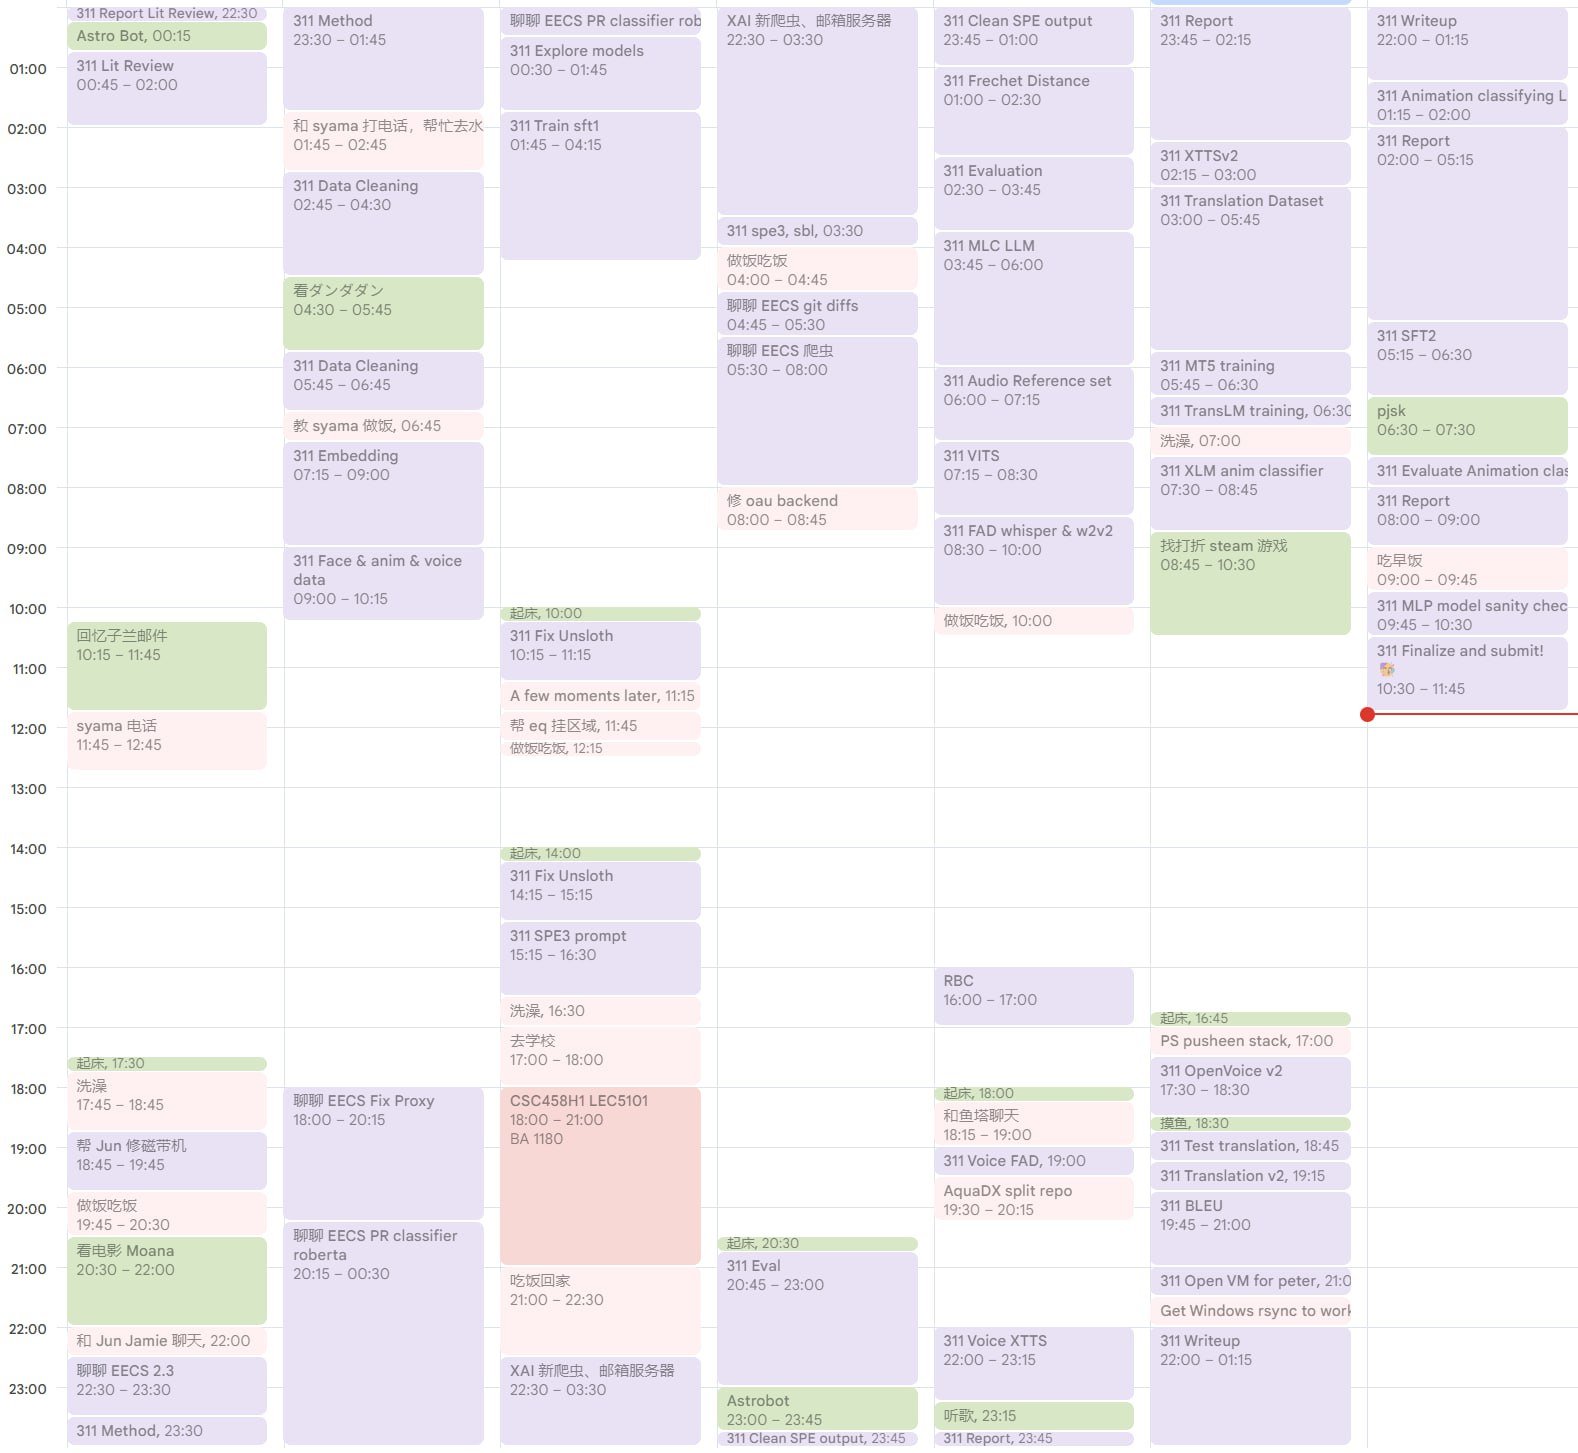 01:00
02:00
03:00
04:00
05:00
06:00
07:00
08:00
09:00
10:00
11:00
12:00
13:00
14:00
15:00
16:00
17:00
18:00
19:00
20:00
21:00
22:00
23:00
311 Report Lit Review, 22:30
Astro Bot, 00:15
311 Lit Review
00:45 – 02:00
回忆子兰邮件
10:15 – 11:45
syama 电话
11:45 – 12:45
起床, 17:30
洗澡
17:45 – 18:45
帮 Jun 修磁带机
18:45 – 19:45
做饭吃饭
19:45 – 20:30
看电影 Moana
20:30 – 22:00
和 Jun Jamie 聊天, 22:00
聊聊 EECS 2.3
22:30 – 23:30
311 Method, 23:30
311 Method
23:30 – 01:45
和 syama 打电话，帮忙去水
01:45 – 02:45
311 Data Cleaning
02:45 – 04:30
看ダンダダン
04:30 – 05:45
311 Data Cleaning
05:45 – 06:45
教 syama 做饭, 06:45
311 Embedding
07:15 – 09:00
311 Face & anim & voice
data
09:00 – 10:15
聊聊 EECS Fix Proxy
18:00 – 20:15
聊聊 EECS PR classifier
roberta
20:15 – 00:30
聊聊 EECS PR classifier rob
311 Explore models
00:30 – 01:45
311 Train sft1
01:45 – 04:15
起床, 10:00
311 Fix Unsloth
10:15 – 11:15
A few moments later, 11:15
帮 eq 挂区域, 11:45
做饭吃饭, 12:15
起床, 14:00
311 Fix Unsloth
14:15 – 15:15
311 SPE3 prompt
15:15 – 16:30
洗澡, 16:30
去学校
17:00 – 18:00
CSC458H1 LEC5101
18:00 – 21:00
BA 1180
吃饭回家
21:00 – 22:30
XAI 新爬虫、邮箱服务器
22:30 – 03:30
XAI 新爬虫、邮箱服务器
22:30 – 03:30
311 spe3, sbl, 03:30
做饭吃饭
04:00 – 04:45
聊聊 EECS git diffs
04:45 – 05:30
聊聊 EECS 爬虫
05:30 – 08:00
修 oau backend
08:00 – 08:45
起床, 20:30
311 Eval
20:45 – 23:00
Astrobot
23:00 – 23:45
311 Clean SPE output, 23:45
311 Clean SPE output
23:45 – 01:00
311 Frechet Distance
01:00 – 02:30
311 Evaluation
02:30 – 03:45
311 MLC LLM
03:45 – 06:00
311 Audio Reference set
06:00 – 07:15
311 VITS
07:15 – 08:30
311 FAD whisper & w2v2
08:30 – 10:00
做饭吃饭, 10:00
RBC
16:00 – 17:00
起床, 18:00
和鱼塔聊天
18:15 – 19:00
311 Voice FAD, 19:00
AquaDX split repo
19:30 – 20:15
311 Voice XTTS
22:00 – 23:15
听歌, 23:15
311 Report, 23:45
311 Report
23:45 – 02:15
311 XTTSv2
02:15 – 03:00
311 Translation Dataset
03:00 – 05:45
311 MT5 training
05:45 – 06:30
311 TransLM training, 06:30
洗澡, 07:00
311 XLM anim classifier
07:30 – 08:45
找打折 steam 游戏
08:45 – 10:30
起床, 16:45
PS pusheen stack, 17:00
311 OpenVoice v2
17:30 – 18:30
摸鱼, 18:30
311 Test translation, 18:45
311 Translation v2, 19:15
311 BLEU
19:45 – 21:00
311 Open VM for peter, 21:0
Get Windows rsync to work
311 Writeup
22:00 – 01:15
311 Writeup
22:00 – 01:15
311 Animation classifying L
01:15 – 02:00
311 Report
02:00 – 05:15
311 SFT2
05:15 – 06:30
pjsk
06:30 – 07:30
311 Evaluate Animation clas
311 Report
08:00 – 09:00
吃早饭
09:00 – 09:45
311 MLP model sanity chec
09:45 – 10:30
311 Finalize and submit!
10:30 – 11:45